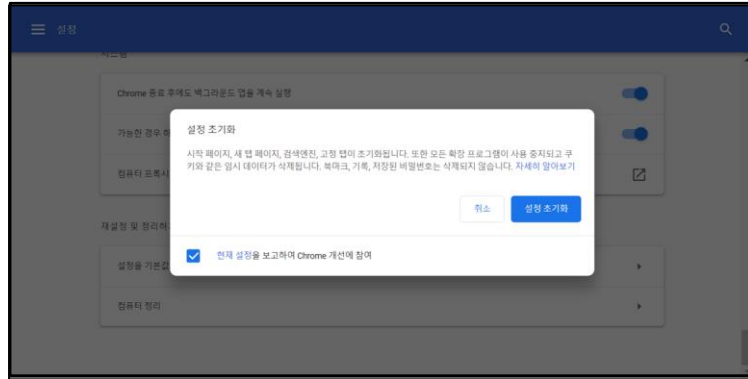 설정
시스템
Chrome 종료 후에도 백그라운드 앱을 계속 실행
가능한 경우 하
컴퓨터 프록시
설정 초기화
시작 페이지, 새 탭 페이지, 검색엔진, 고정 탭이 초기화됩니다. 또한 모든 확장 프로그램이 사용 중지되고 쿠
키와 같은 임시 데이터가 삭제됩니다. 북마크, 기록, 저장된 비밀번호는 삭제되지 않습니다. 자세히 알아보기
취소
설정 초기화
현재 설정을 보고하여 Chrome 개선에 참여
재설정 및 정리하
설정을 기본값
컴퓨터 정리